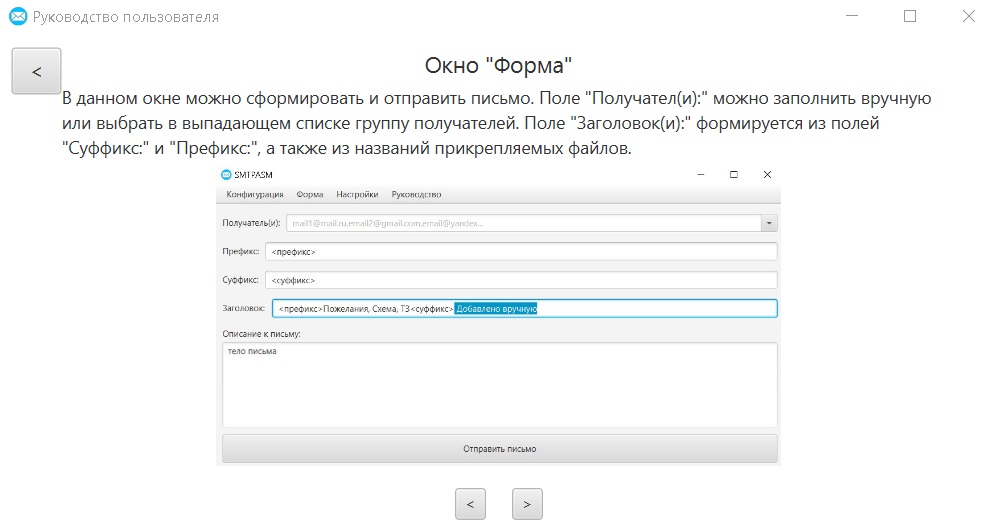 Руководство пользователя
<
Окно "Форма"
В данном окне можно сформировать и отправить письмо. Поле "Получател(и):" можно заполнить вручную
или выбрать в выпадающем списке группу получателей. Поле "Заголовок(и):" формируется из полей
"Суффикс:" и "Префикс:", а также из названий прикрепляемых файлов.
SMTPASM
Конфигурация Форма Настройки Руководство
Получатель(и): mail1@mail.ru,email2@gmail.com,email@yandex...
Префикс: <префикс>
Суффикс: <суффикс>
Заголовок: <префикс>Пожелания, Схема, ТЗ<суффикс> Добавлено вручную
Описание к письму:
тело письма
Отправить письмо
< >